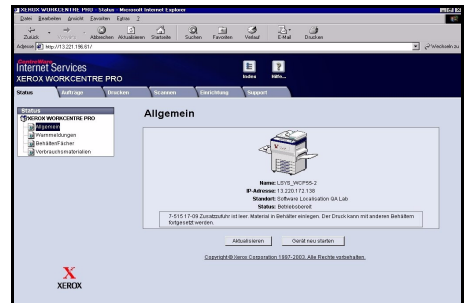 XEROX WORKCENTRE PRO - Status - Microsoft Internet Explorer
Datei Bearbeiten Ansicht Favoriten Extras ?
Zurück Abbrechen Aktualisieren Startseite Suchen Favoriten Verlauf E-Mail Drucken
Adresse http://13.221.196.81/ Wechseln zu
CentreWare
Internet Services
XEROX WORKCENTRE PRO
Index Hilfe...
Status Aufträge Drucken Scannen Einrichtung Support
Status
XEROX WORKCENTRE PRO
Allgemein
Warnmeldungen
Behälter/Fächer
Verbrauchsmaterialien
Allgemein
Name: LSYS_WCP55-2
IP-Adresse: 13.220.172.138
Standort: Software Localisation QA Lab
Status: Betriebsbereit
7-515 17-09 Zusatzzufuhr ist leer. Material in Behälter einlegen. Der Druck kann mit anderen Behältern
fortgesetzt werden.
Aktualisieren Gerät neu starten
Copyright © Xerox Corporation 1997-2003. Alle Rechte vorbehalten.
X
XEROX